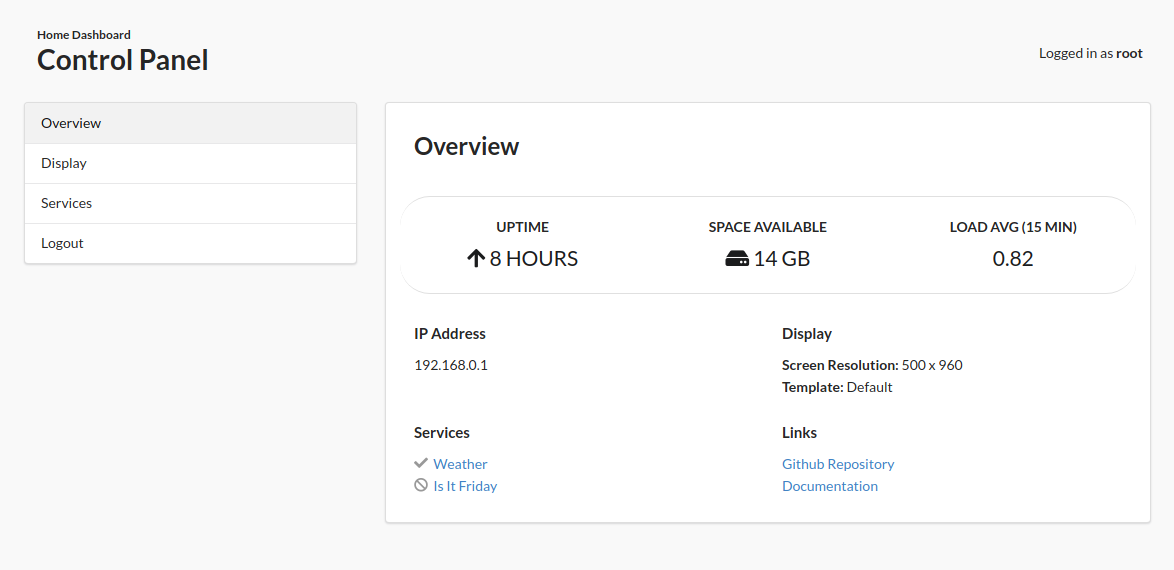 Home Dashboard
Control Panel
Logged in as root
Overview
Display
Services
Logout
Overview
UPTIME
8 HOURS
SPACE AVAILABLE
14 GB
LOAD AVG (15 MIN)
0.82
IP Address
192.168.0.1
Display
Screen Resolution: 500 x 960
Template: Default
Services
Weather
Is It Friday
Links
Github Repository
Documentation